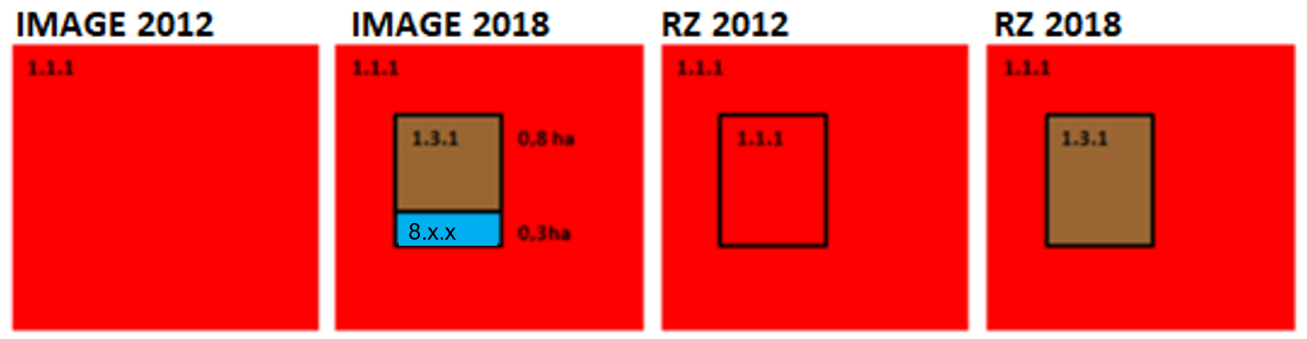 IMAGE 2012
1.1.1
IMAGE 2018
1.1.1
1.3.1
0,8 ha
8.x.x
0,3ha
RZ 2012
1.1.1
1.1.1
RZ 2018
1.1.1
1.3.1